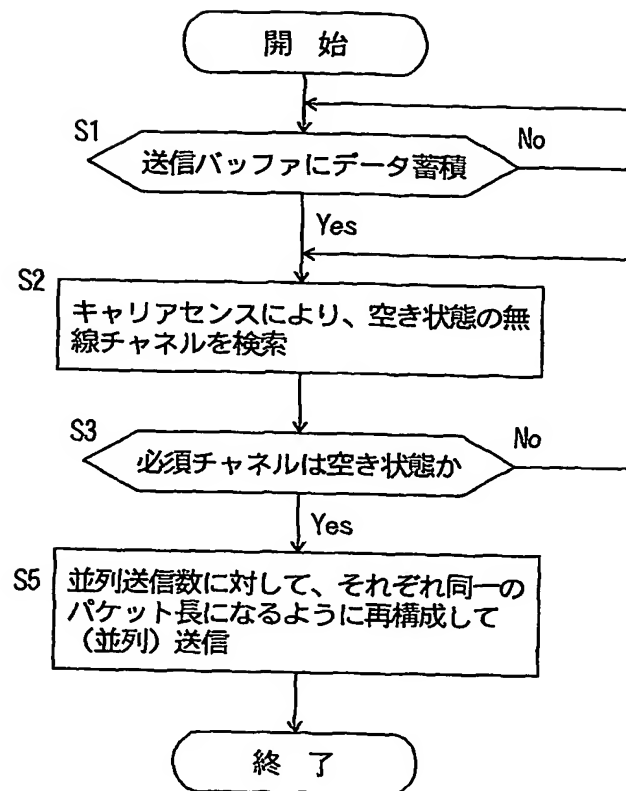 開 始
S1
送信バッファにデータ蓄積
No
Yes
S2
キャリアセンスにより、空き状態の無
線チャネルを検索
S3
必須チャネルは空き状態か
No
Yes
S5
並列送信数に対して、それぞれ同一の
パケット長になるように再構成して
（並列）送信
終 了